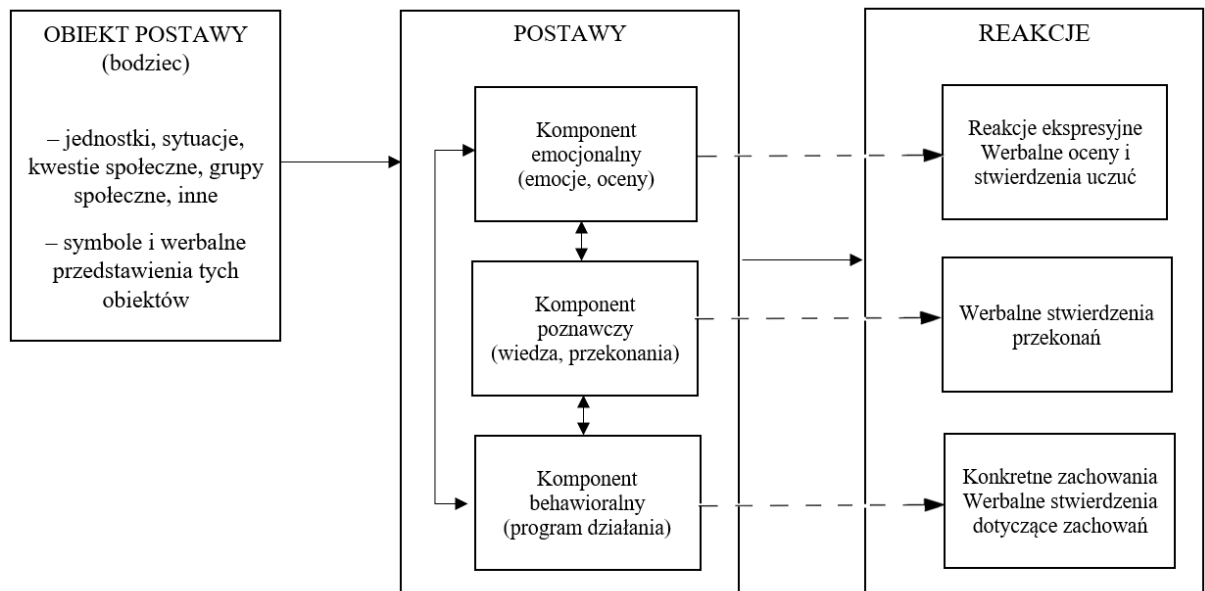 OBIEKT POSTAWY
(bodziec)
– jednostki, sytuacje,
kwestie społeczne, grupy
społeczne, inne
– symbole i werbalne
przedstawienia tych
obiektów
POSTAWY
Komponent
emocjonalny
(emocje, oceny)
Komponent
poznawczy
(wiedza, przekonania)
Komponent
behawioralny
(program działania)
REAKCJE
Reakcje ekspresyjne
Werbalne oceny i
stwierdzenia uczuć
Werbalne stwierdzenia
przekonań
Konkretne zachowania
Werbalne stwierdzenia
dotyczące zachowań